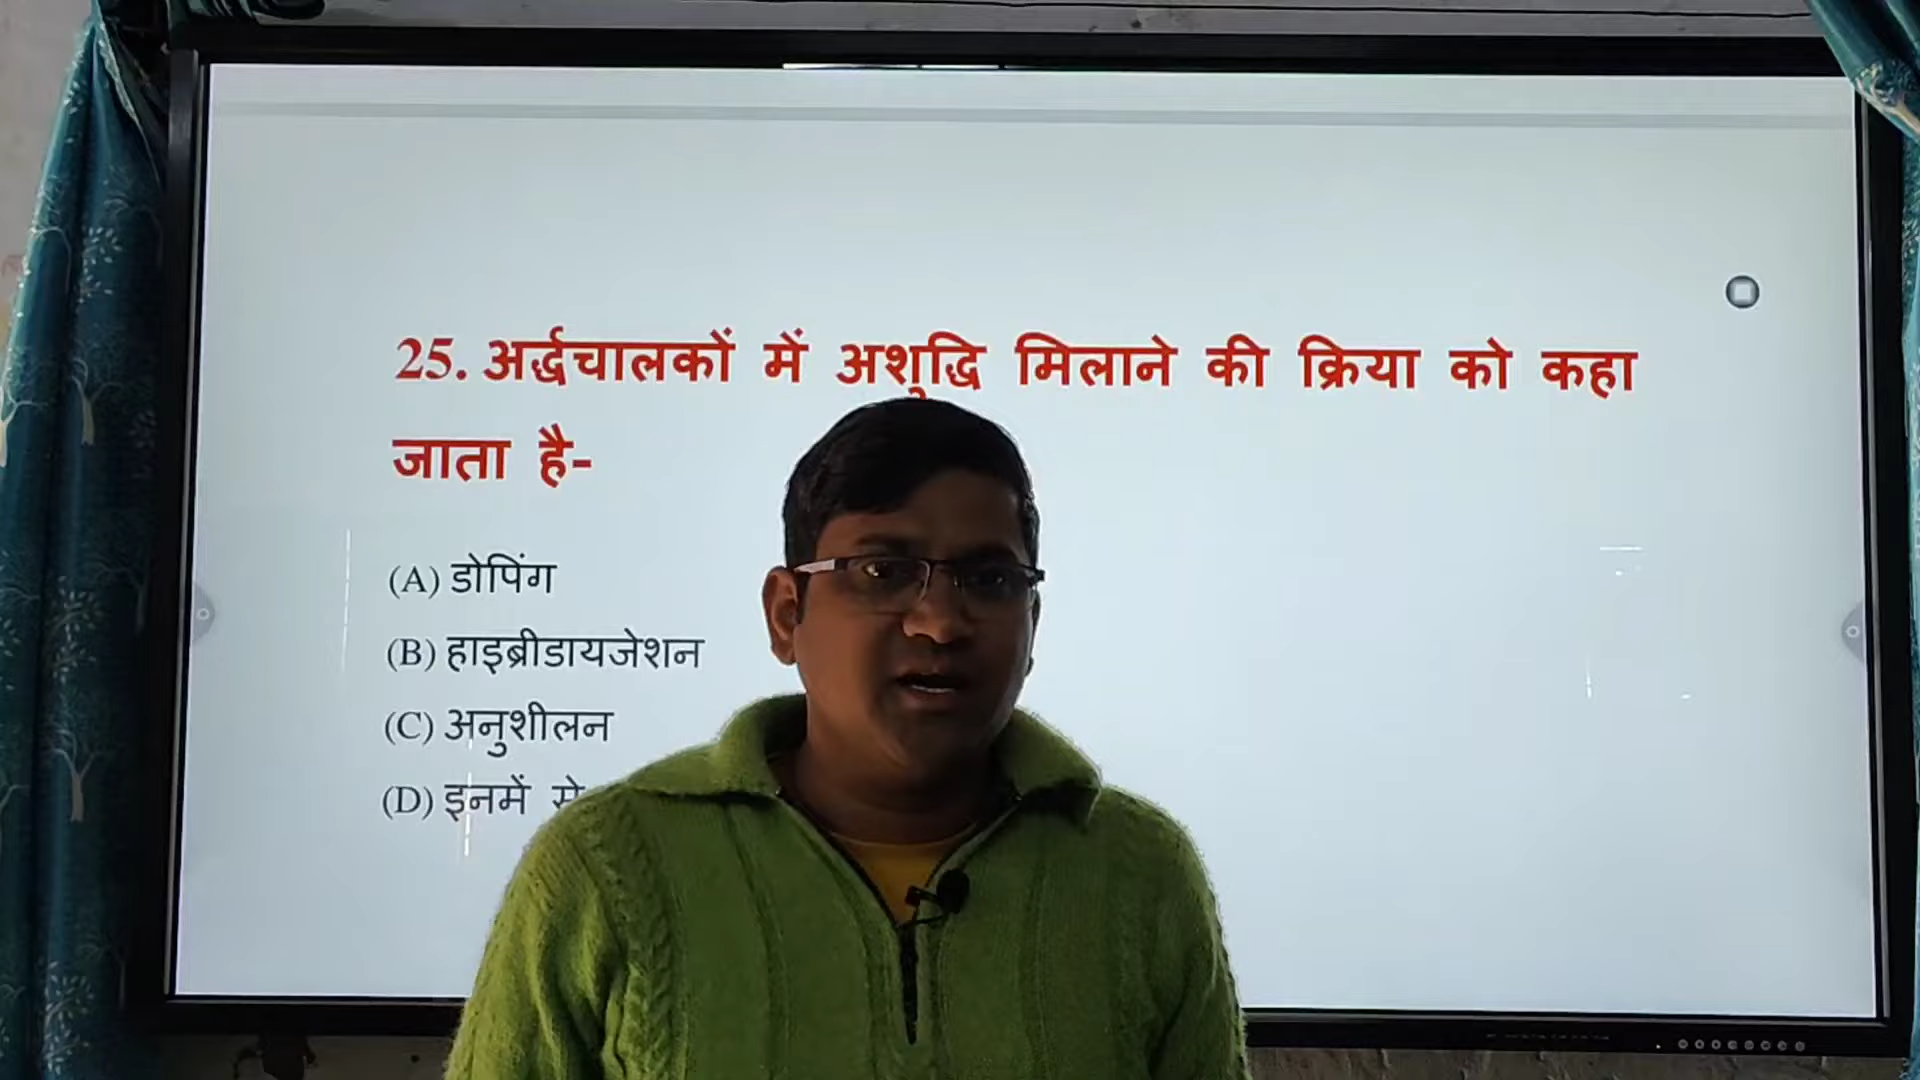 25. अर्द्धचालकों में अशुद्धि मिलाने की क्रिया को कहा
जाता है-
(A) डोपिंग
(B) हाइब्रीडायजेशन
(C) अनुशीलन
(D) इनमें से